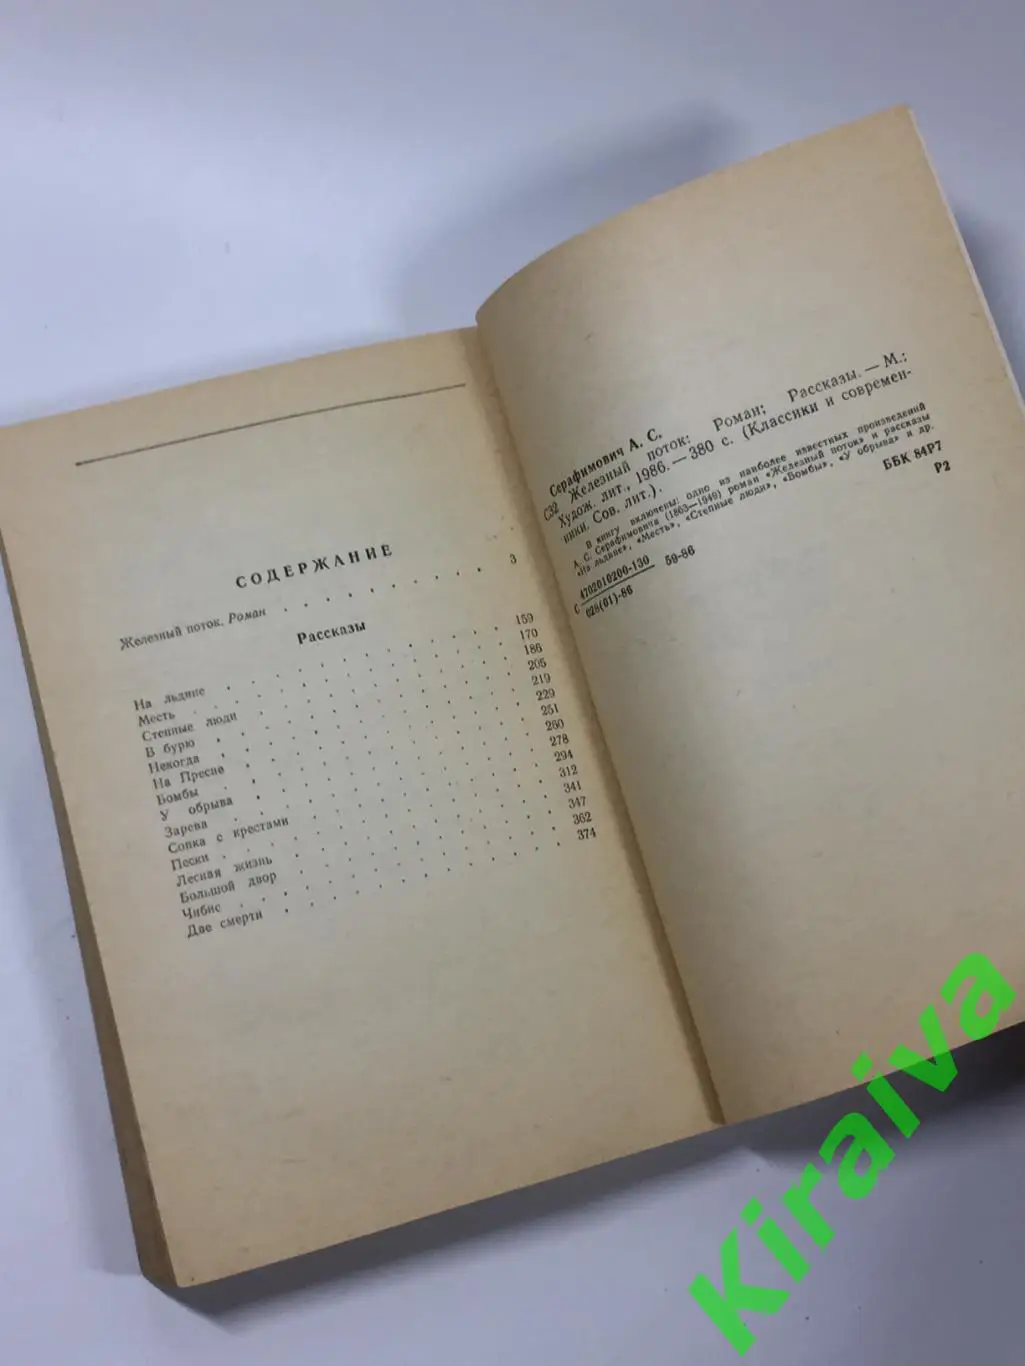 СОДЕРЖАНИЕ
Железный поток. Роман . . . . . . . . . 3
Рассказы
На льдине . . . . . . . . . 159
Месть . . . . . . . . . 170
Степные люди . . . . . . . . . 186
В бурю . . . . . . . . . 205
Некогда . . . . . . . . . 219
На Пресне . . . . . . . . . 229
Бомбы . . . . . . . . . 251
У обрыва . . . . . . . . . 260
Зарева . . . . . . . . . 278
Сопка с крестами . . . . . . . . . 294
Пески . . . . . . . . . 312
Лесная жизнь . . . . . . . . . 341
Большой двор . . . . . . . . . 347
Чибис . . . . . . . . . 362
Две смерти . . . . . . . . . 374
Серафимович А. С.
С32 Железный поток: Роман; Рассказы. — М.:
Худож. лит., 1986. — 380 с. (Классики и современ-
ники. Сов. лит.).
В книгу включены: одно из наиболее известных произведений
А. С. Серафимовича (1863—1949) роман «Железный поток» и рассказы
«На льдине», «Месть», «Степные люди», «Бомбы», «У обрыва» и др.
С 4702010200-130 59-86
028(01)-86
ББК 84Р7
Р2
Kiraiva